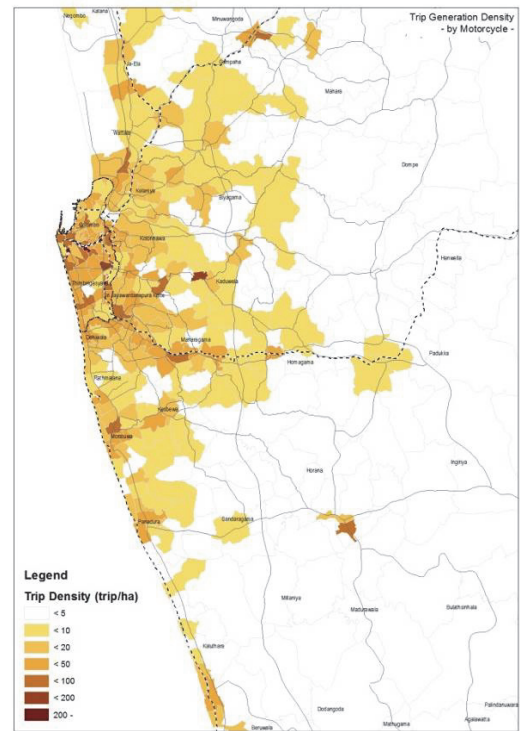 Trip Generation Density
- by Motorcycle -
Katana
Negombo
Minuwangoda
Ja-Ela
Gampaha
Mahara
Wattala
Dompe
Kelaniya
Biyagama
Kolonnawa
Hanwella
Kaduwela
Maharagama
Padukka
Homagama
Dehiwala
Ratmalana
Kesbewa
Moratuwa
Ingiriya
Horana
Panadura
Bandaragama
Millaniya
Madurawala
Kalutara
Dodangoda
Beruwala
Mathugama
Agalawatta
Palindanuwara
Legend
Trip Density (trip/ha)
< 5
< 10
< 20
< 50
< 100
< 200
200 -